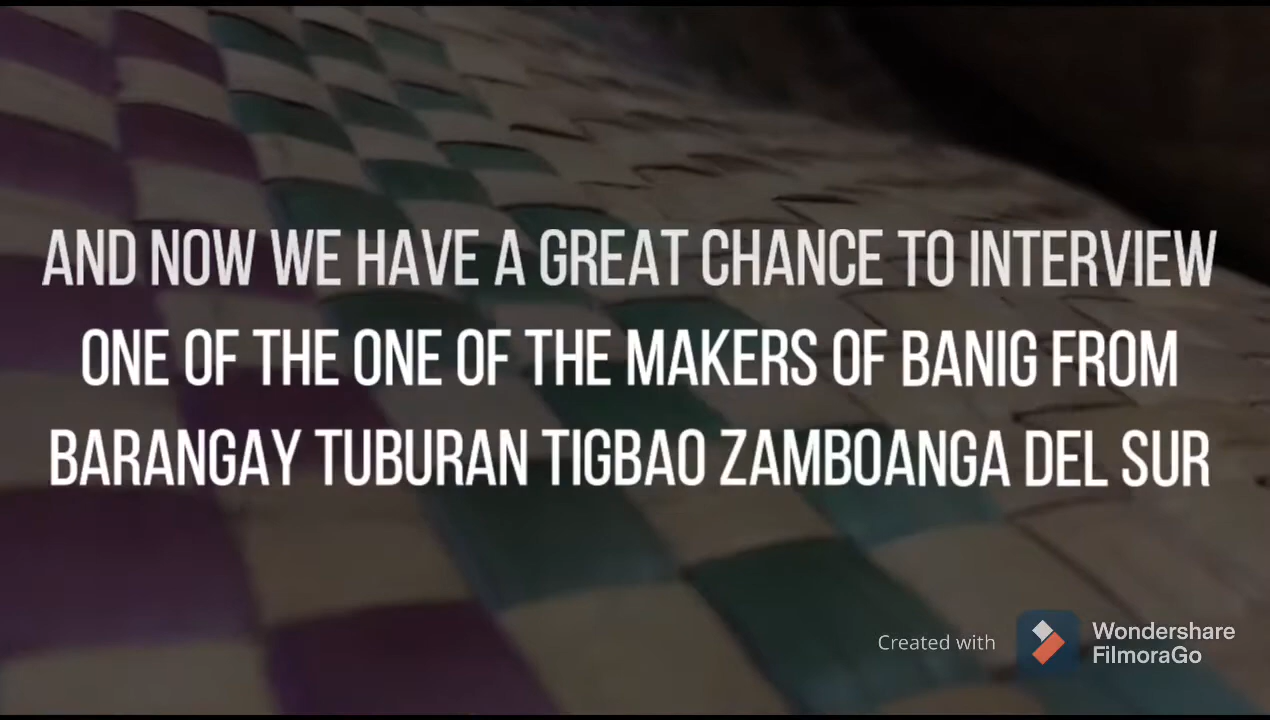 AND NOW WE HAVE A GREAT CHANCE TO INTERVIEW
ONE OF THE ONE OF THE MAKERS OF BANIG FROM
BARANGAY TUBURAN TIGBAO ZAMBOANGA DEL SUR
Created with
Wondershare
FilmoraGo